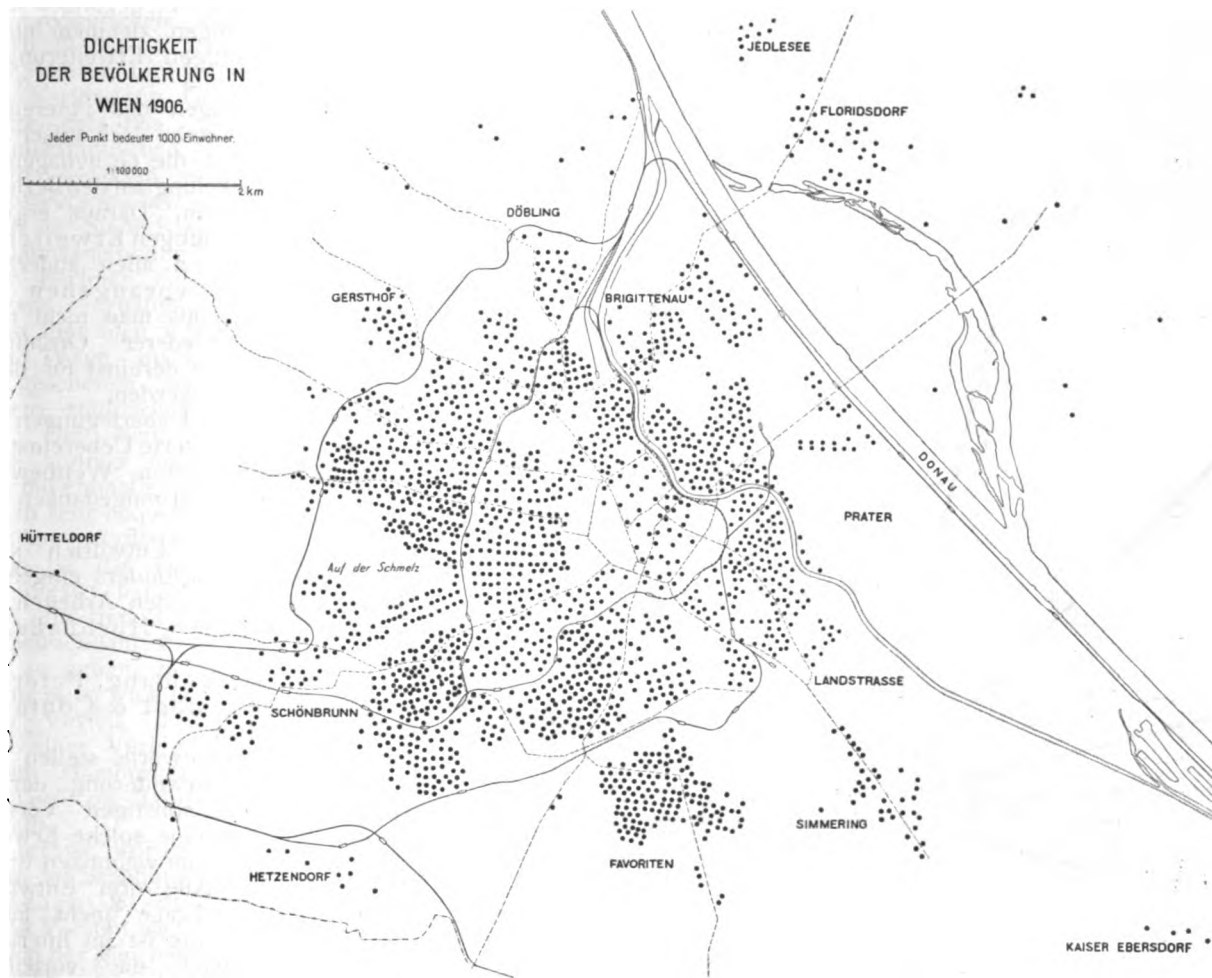 DICHTIGKEIT
DER BEVÖLKERUNG IN
WIEN 1906.
Jeder Punkt bedeutet 1000 Einwohner.
1:100000
0 2 km
JEDLESEE
FLORIDSDORF
DÖBLING
GERSTHOF
BRIGITTENAU
DONAU
PRATER
HÜTTELDORF
Auf der Schmelz
LANDSTRASSE
SCHÖNBRUNN
SIMMERING
FAVORITEN
HETZENDORF
KAISER EBERSDORF